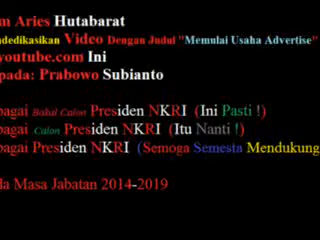 m Aries Hutabarat
dedikasikan Video Dengan Judul "Memulai Usaha Advertise"
youtube.com Ini
pada: Prabowo Subianto
bagai Bakal Calon Presiden NKRI (Ini Pasti !)
bagai Calon Presiden NKRI (Itu Nanti !)
bagai Presiden NKRI (Semoga Semesta Mendukung
da Masa Jabatan 2014-2019